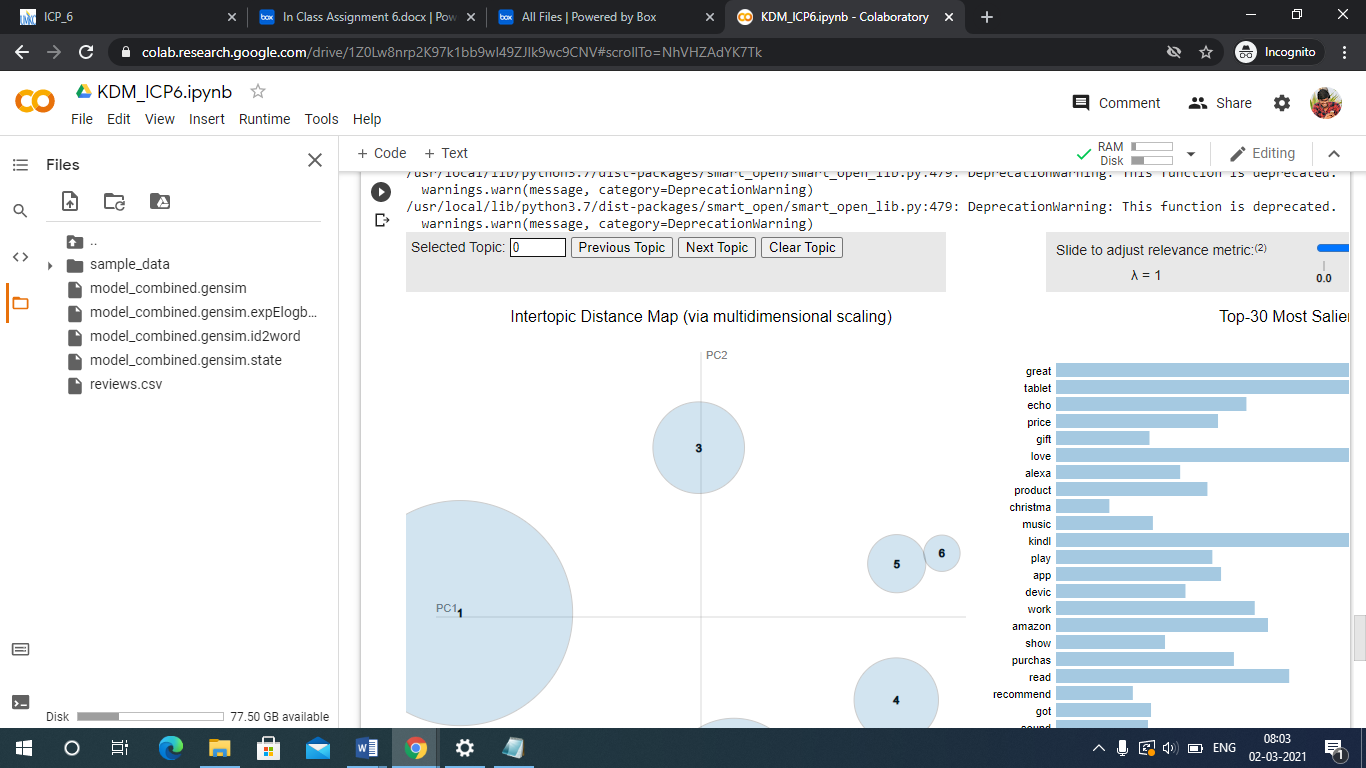 ICP_6
In Class Assignment 6.docx | Pow
All Files | Powered by Box
KDM_ICP6.ipynb - Colaboratory
colab.research.google.com/drive/1Z0Lw8nrp2K97k1bb9wI49ZJIk9wc9CNV#scrollTo=NhVHZAdYK7Tk
Incognito
KDM_ICP6.ipynb
File Edit View Insert Runtime Tools Help
Comment
Share
Files
+ Code + Text
RAM
Disk
Editing
..
sample_data
model_combined.gensim
model_combined.gensim.expElogb...
model_combined.gensim.id2word
model_combined.gensim.state
reviews.csv
Disk
77.50 GB available
/usr/local/lib/python3.7/dist-packages/smart_open/smart_open_lib.py:479: DeprecationWarning: This function is deprecated.
warnings.warn(message, category=DeprecationWarning)
/usr/local/lib/python3.7/dist-packages/smart_open/smart_open_lib.py:479: DeprecationWarning: This function is deprecated.
warnings.warn(message, category=DeprecationWarning)
Selected Topic: 0 Previous Topic Next Topic Clear Topic
Slide to adjust relevance metric:(2)
λ = 1
0.0
Intertopic Distance Map (via multidimensional scaling)
PC2
3
5
6
PC1
1
4
Top-30 Most Salie
great
tablet
echo
price
gift
love
alexa
product
christma
music
kindl
play
app
devic
work
amazon
show
purchas
read
recommend
got
sound
ENG
08:03
02-03-2021
1